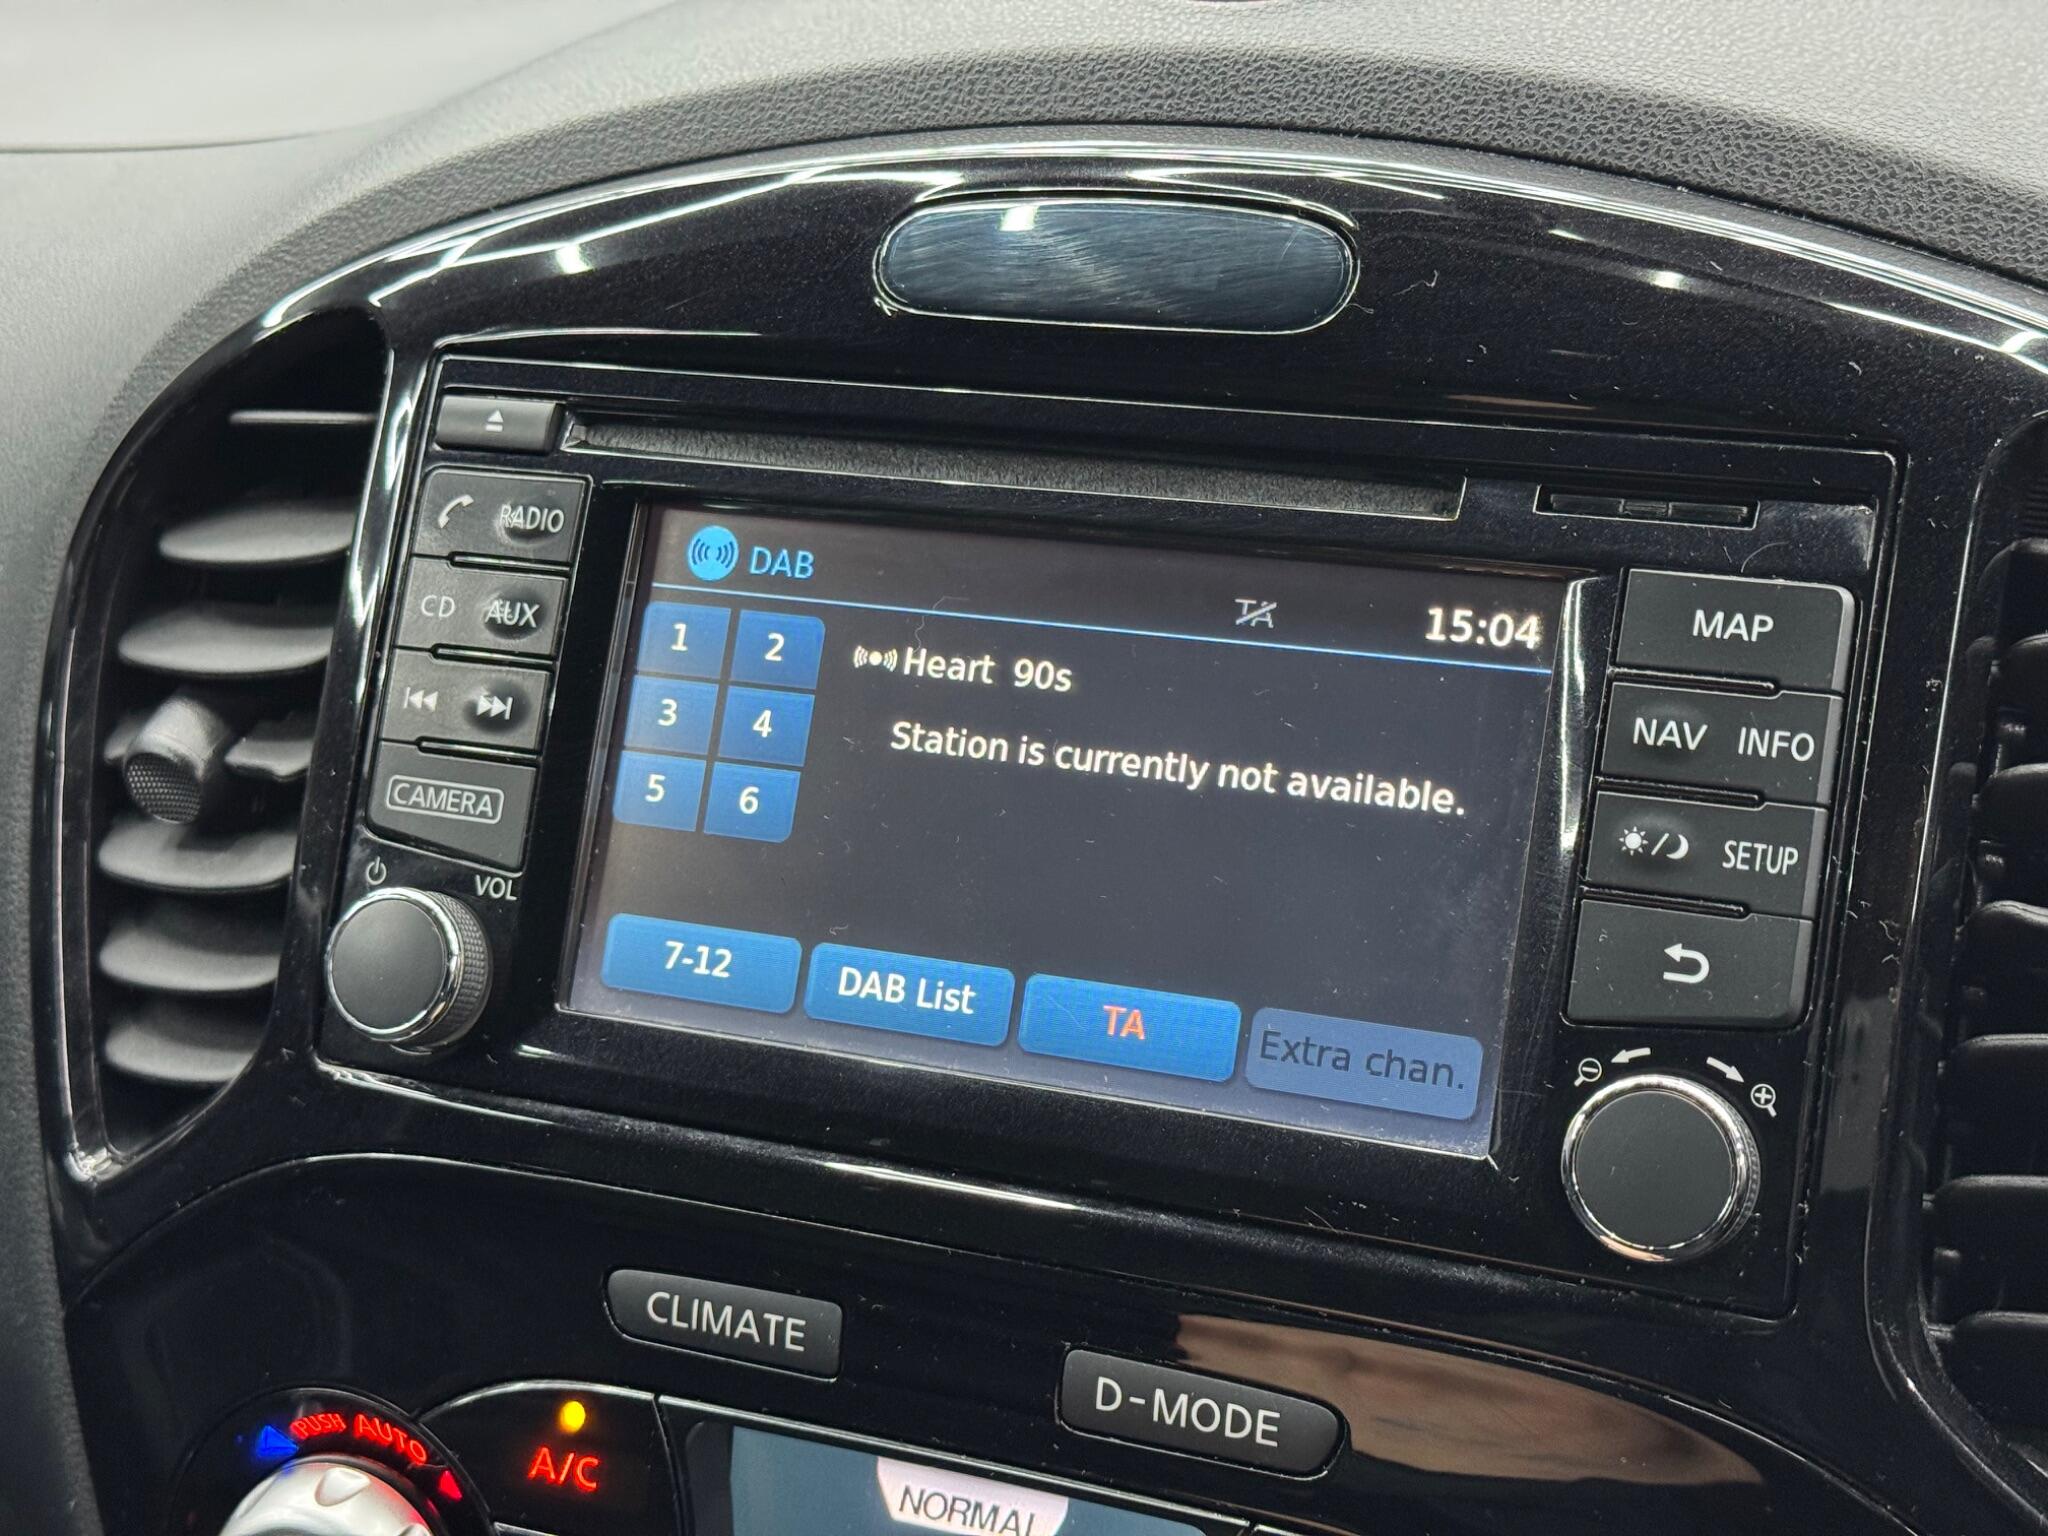 RADIO
CD AUX
CAMERA
VOL
DAB
TA 15:04
1 2
3 4
5 6
Heart 90s
Station is currently not available.
7-12 DAB List TA Extra chan.
MAP
NAV INFO
SETUP
CLIMATE
D-MODE
PUSH AUTO
A/C
NORMAL